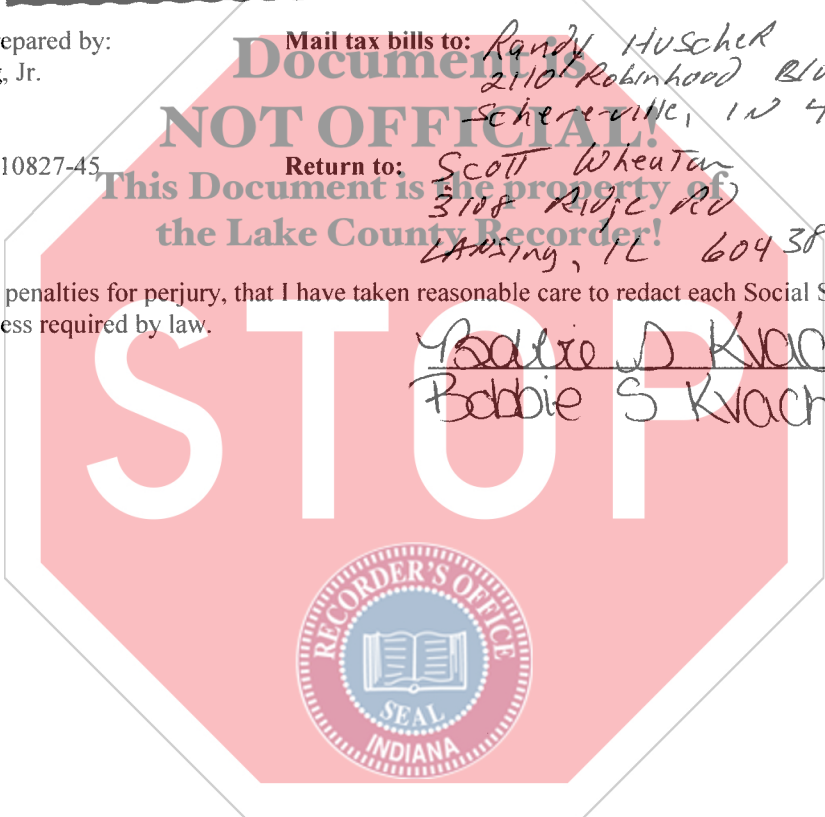 epared by:
Mail tax bills to: Randy Huscher
, Jr.
2110 Robinhood Blv
Schererville, IN 4
Document is
NOT OFFICIAL!
This Document is the property of
the Lake County Recorder!
10827-45
Return to: Scott Wheaton
3108 Ridge Rd
LANSing, IL 60438
penalties for perjury, that I have taken reasonable care to redact each Social S
ess required by law.
Bobbie S Kvac
Bobbie S Kvach
STOP
RECORDER'S OFFICE
SEAL
INDIANA